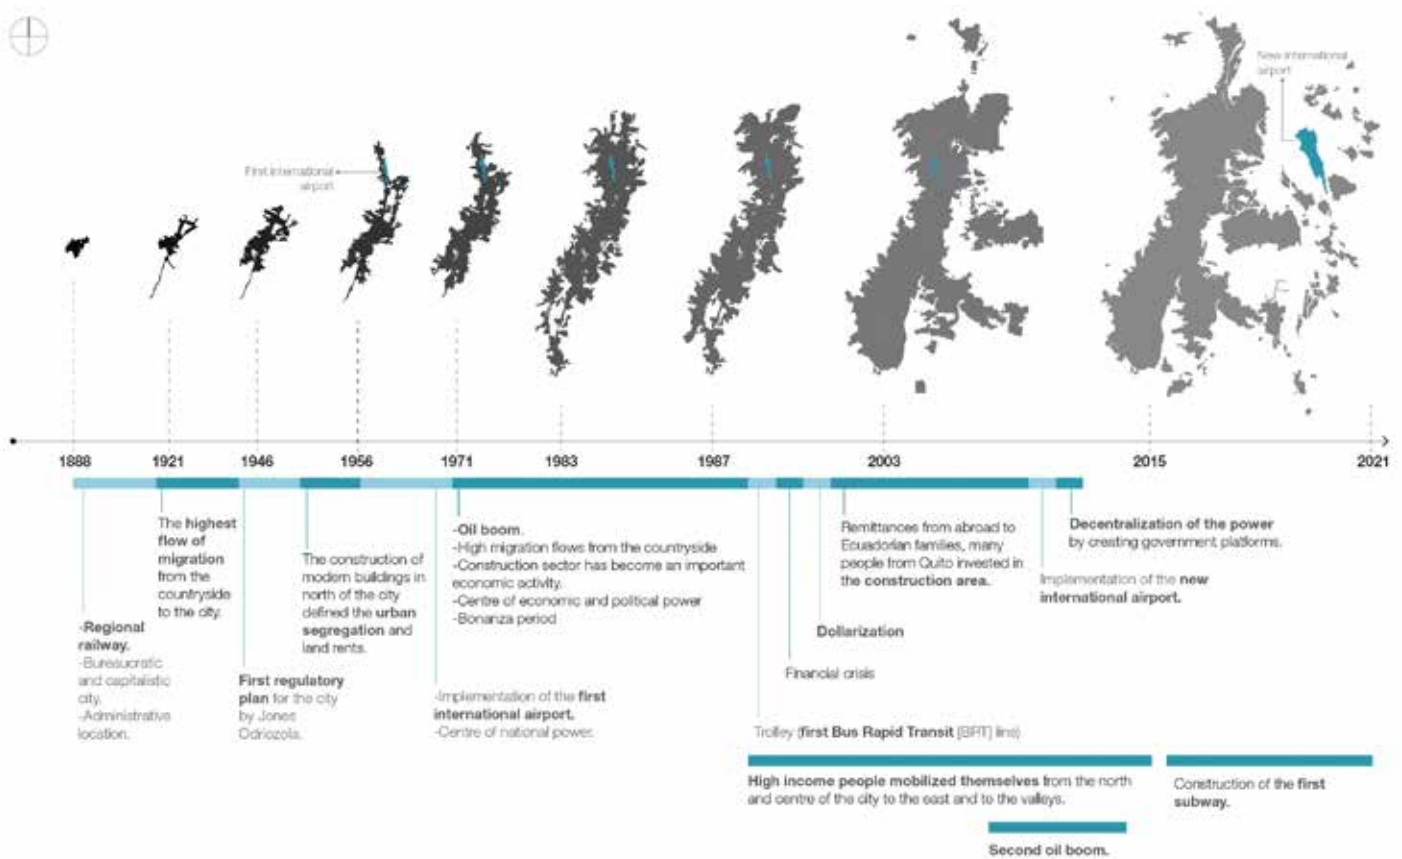 New international
airport
First international
airport
1888
1921
1946
1956
1971
1983
1987
2003
2015
2021
-Regional
railway.
-Bureaucratic
and capitalistic
city.
-Administrative
location.
The highest
flow of
migration
from the
countryside
to the city.
First regulatory
plan for the city
by Jones
Odriozola.
The construction of
modern buildings in
north of the city
defined the urban
segregation and
land rents.
-Implementation of the first
international airport.
-Centre of national power.
-Oil boom.
-High migration flows from the countryside
-Construction sector has become an important
economic activity.
-Centre of economic and political power
-Bonanza period
Trolley (first Bus Rapid Transit [BRT] line)
Financial crisis
Dollarization
Remittances from abroad to
Ecuadorian families, many
people from Quito invested in
the construction area.
Implementation of the new
international airport.
Decentralization of the power
by creating government platforms.
High income people mobilized themselves from the north
and centre of the city to the east and to the valleys.
Construction of the first
subway.
Second oil boom.